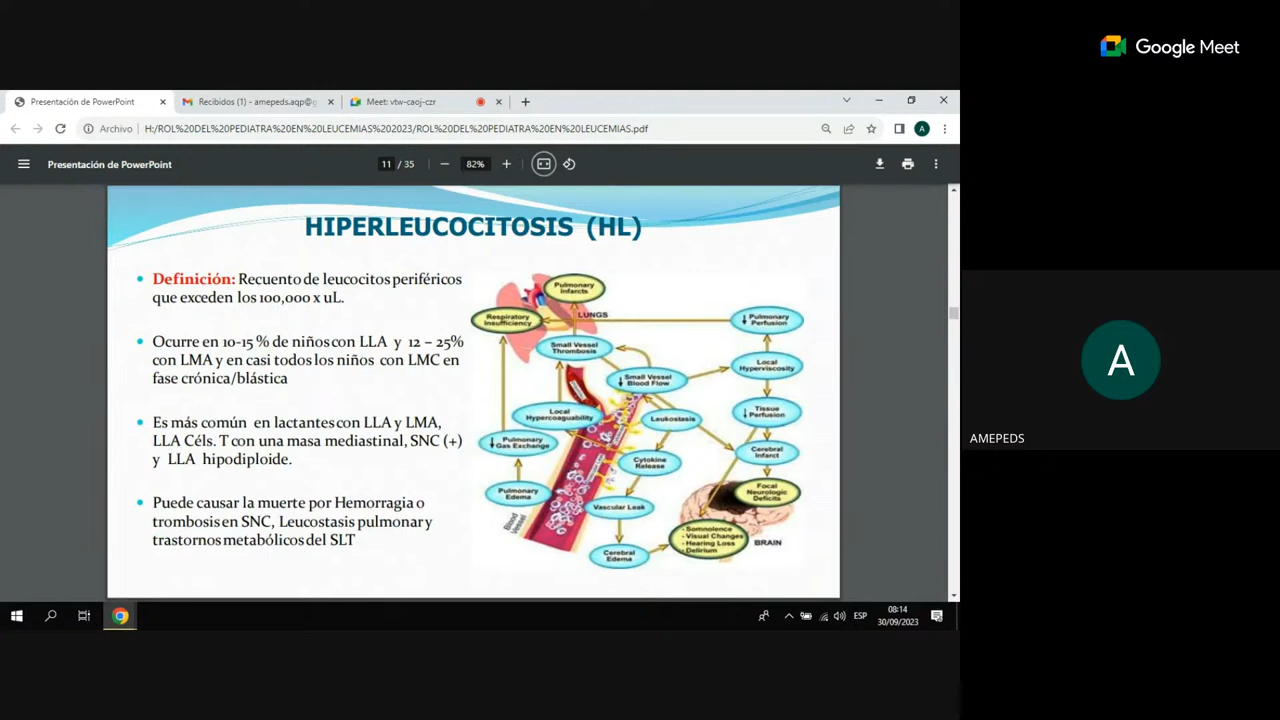 Google Meet
Presentación de PowerPoint
Recibidos (1) - amepeds.aqp@g
Meet: vtw-caoj-czr
Archivo
H:/ROL%20DEL%20PEDIATRA%20EN%20LEUCEMIAS%202023/ROL%20DEL%20PEDIATRA%20EN%20LEUCEMIAS.pdf
Presentación de PowerPoint
11 / 35
82%
HIPERLEUCOCITOSIS (HL)
Definición: Recuento de leucocitos periféricos
que exceden los 100,000 x uL.
Ocurre en 10-15 % de niños con LLA y 12 – 25%
con LMA y en casi todos los niños con LMC en
fase crónica/blástica
Es más común en lactantes con LLA y LMA,
LLA Céls. T con una masa mediastinal, SNC (+)
y LLA hipodiploide.
Puede causar la muerte por Hemorragia o
trombosis en SNC, Leucostasis pulmonar y
trastornos metabólicos del SLT
Pulmonary
Infarcts
LUNGS
Respiratory
Insufficiency
↓ Pulmonary
Perfusion
Small Vessel
Thrombosis
Local
Hyperviscosity
↓ Small Vessel
Blood Flow
Local
Hypercoaguability
Leukostasis
↓ Tissue
Perfusion
↓ Pulmonary
Gas Exchange
Cytokine
Release
Cerebral
Infarct
Pulmonary
Edema
Vascular Leak
Focal
Neurologic
Deficits
Blood
Vessel
- Somnolence
- Visual Changes
- Hearing Loss
- Delirium
BRAIN
Cerebral
Edema
A
AMEPEDS
A
ESP
08:14
30/09/2023